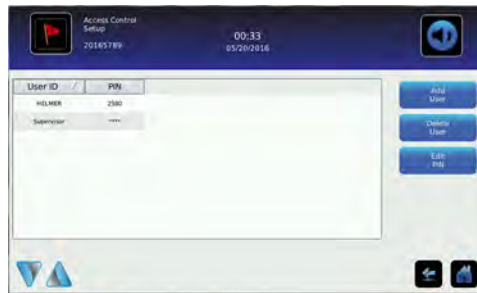 Access Control
Setup
20165789
00:33
05/20/2016
User ID / PIN
HELMER 2580
Supervisor ****
Add
User
Delete
User
Edit
PIN